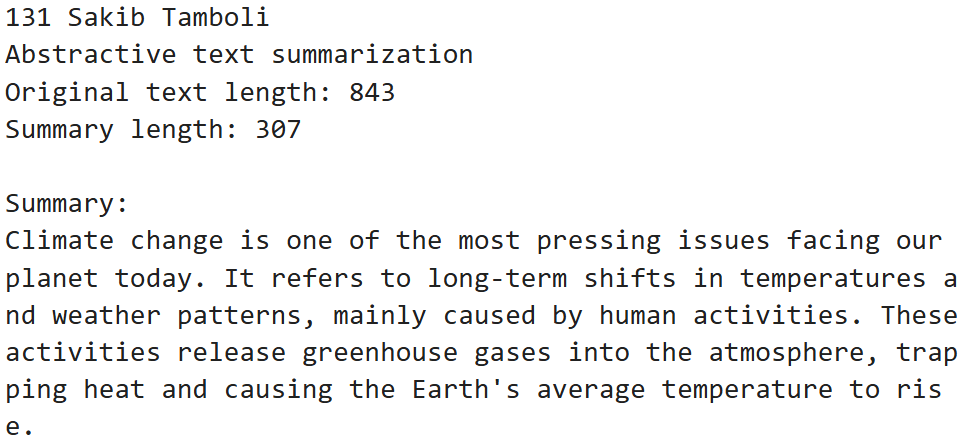 131 Sakib Tamboli
Abstractive text summarization
Original text length: 843
Summary length: 307

Summary:
Climate change is one of the most pressing issues facing our
planet today. It refers to long-term shifts in temperatures a
nd weather patterns, mainly caused by human activities. These
activities release greenhouse gases into the atmosphere, trap
ping heat and causing the Earth's average temperature to ris
e.